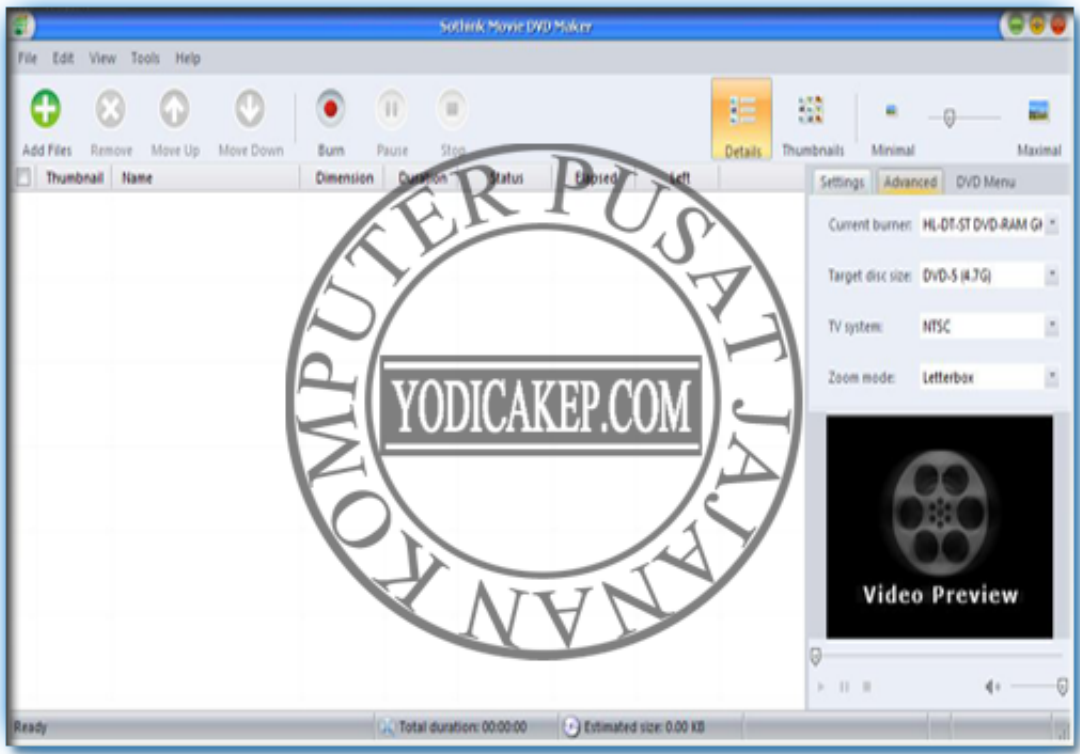 Sothink Movie DVD Maker
File Edit View Tools Help
Add Files Remove Move Up Move Down Burn Pause Stop Details Thumbnails Minimal Maximal
Thumbnail Name Dimension Duration Status Elapsed Left
Settings Advanced DVD Menu
Current burner: HL-DT-ST DVD-RAM GH
Target disc size: DVD-5 (4.7G)
TV system: NTSC
Zoom mode: Letterbox
PUSAT JAJANAN KOMPUTER
YODICAKEP.COM
Video Preview
Ready Total duration: 00:00:00 Estimated size: 0.00 KB